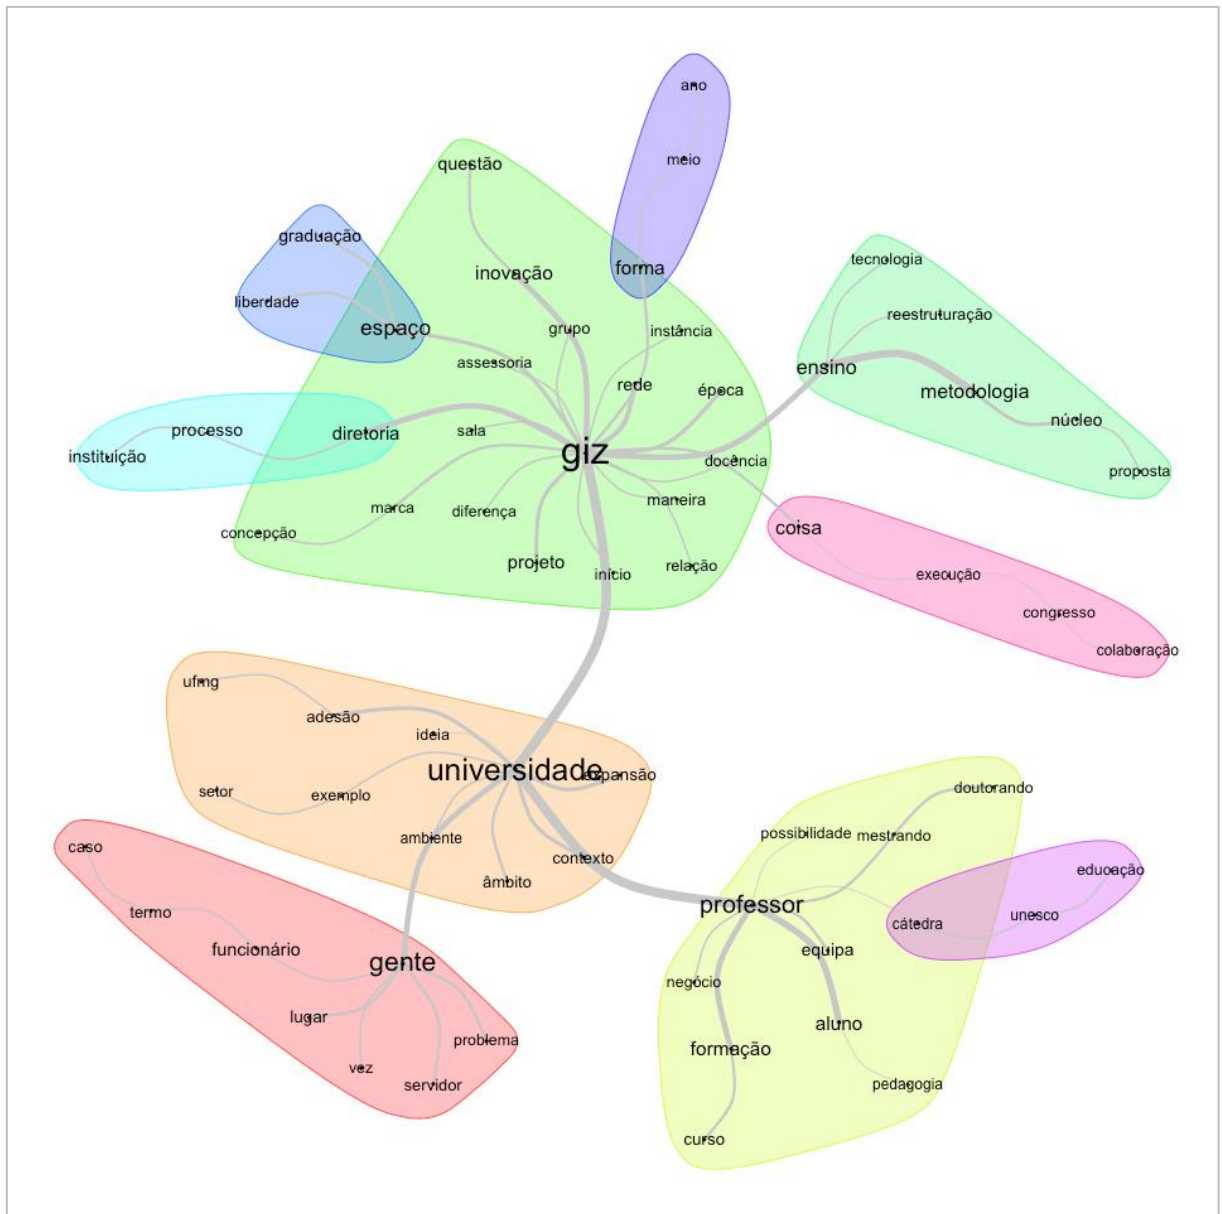 ano
meio
questão
graduação
inovação
forma
tecnologia
liberdade
espaço
grupo
instância
reestruturação
assessoria
rede
época
ensino
metodologia
processo
diretoria
sala
giz
docência
núcleo
instituição
proposta
concepção
marca
diferença
maneira
coisa
projeto
início
relação
execução
congresso
colaboração
ufmg
adesão
ideia
universidade
expansão
setor
exemplo
doutorando
caso
ambiente
contexto
possibilidade
mestrando
âmbito
educação
termo
professor
cátedra
unesco
funcionário
gente
equipa
negócio
lugar
aluno
problema
formação
vez
servidor
pedagogia
curso